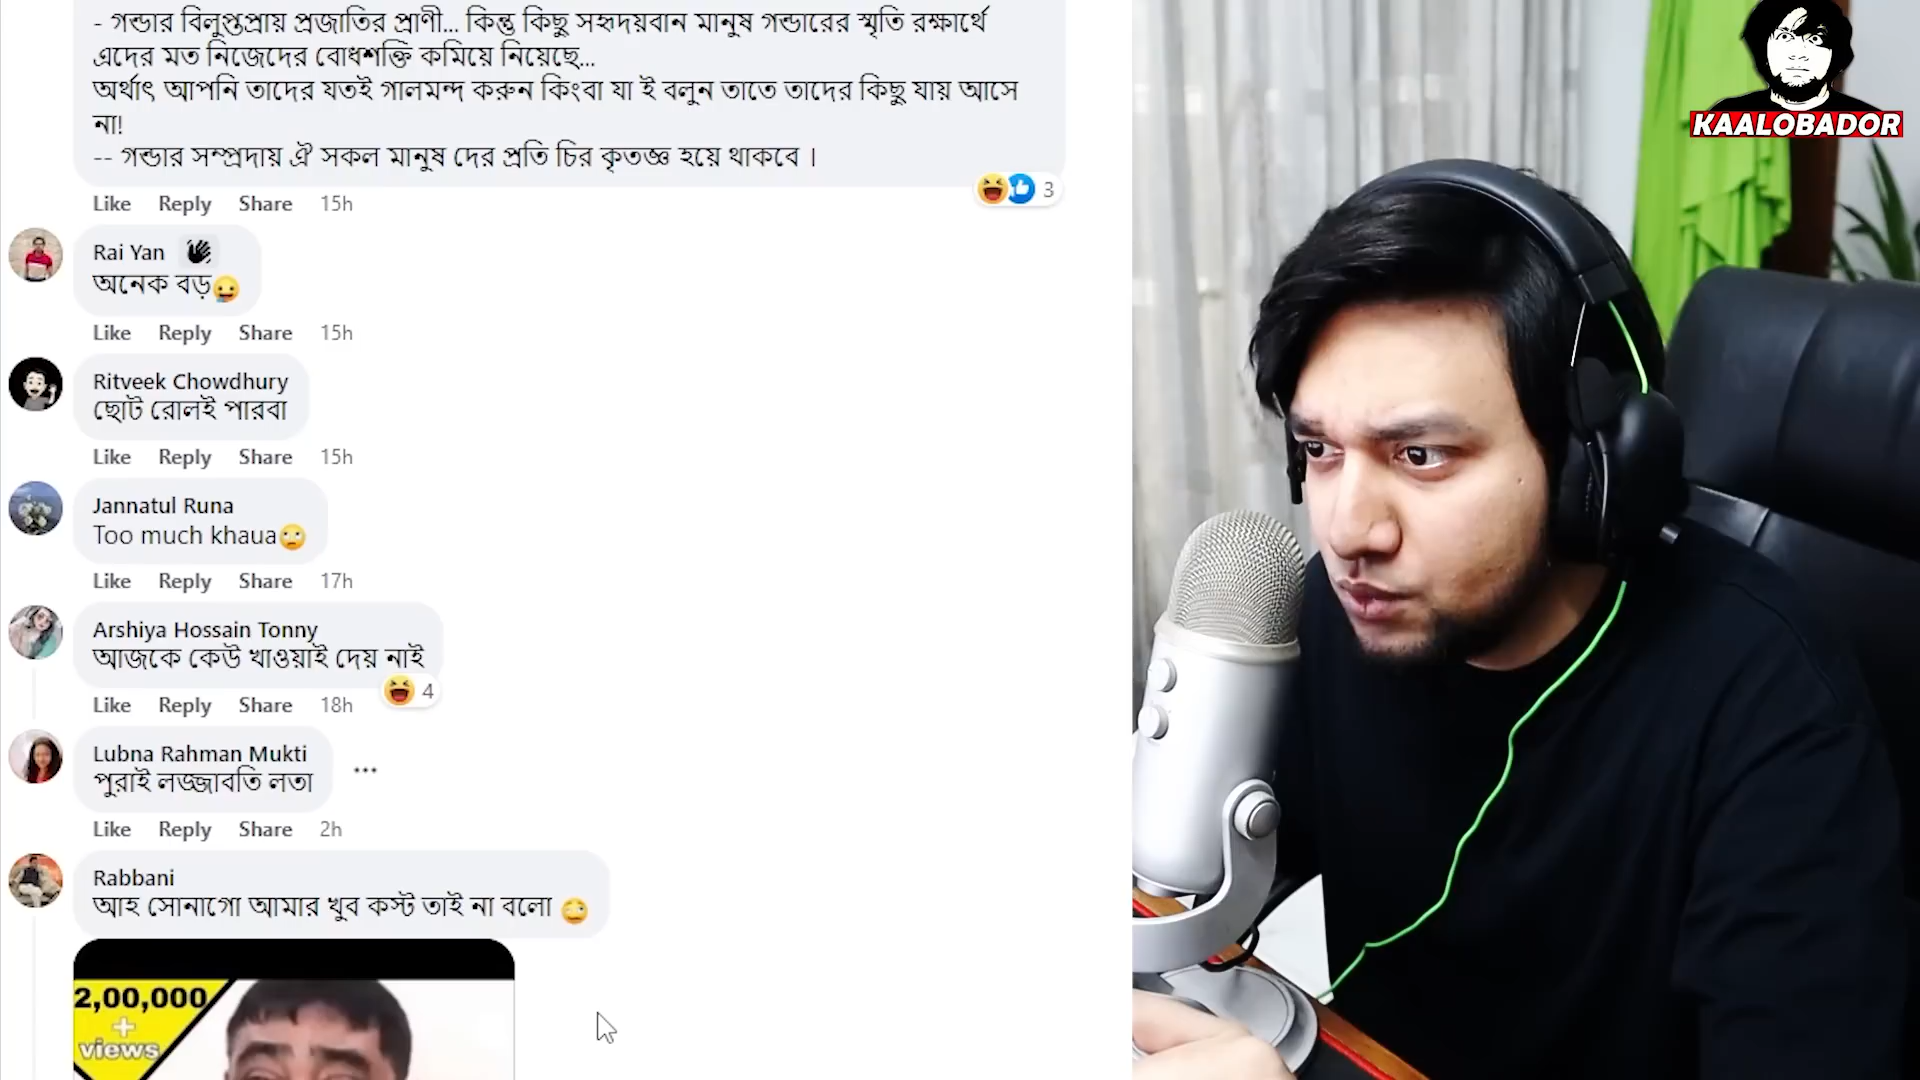 - গন্ডার বিলুপ্তপ্রায় প্রজাতির প্রাণী... কিন্তু কিছু সহৃদয়বান মানুষ গন্ডারের স্মৃতি রক্ষার্থে
এদের মত নিজেদের বোধশক্তি কমিয়ে নিয়েছে...
অর্থাৎ আপনি তাদের যতই গালমন্দ করুন কিংবা যা ই বলুন তাতে তাদের কিছু যায় আসে
না!
-- গন্ডার সম্প্রদায় ঐ সকল মানুষ দের প্রতি চির কৃতজ্ঞ হয়ে থাকবে ।
Like Reply Share 15h
3
Rai Yan
অনেক বড়
Like Reply Share 15h
Ritveek Chowdhury
ছোট রোলই পারবা
Like Reply Share 15h
Jannatul Runa
Too much khaua
Like Reply Share 17h
Arshiya Hossain Tonny
আজকে কেউ খাওয়াই দেয় নাই
4
Like Reply Share 18h
Lubna Rahman Mukti
পুরাই লজ্জাবতি লতা
Like Reply Share 2h
Rabbani
আহ সোনাগো আমার খুব কস্ট তাই না বলো
2,00,000
+
views
KAALOBADOR